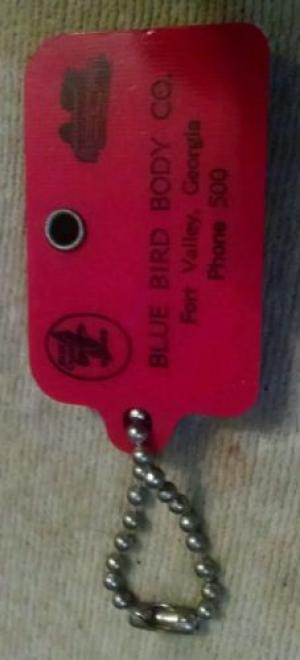 BLUE BIRD BODY CO.
Fort Valley, Georgia
Phone 500